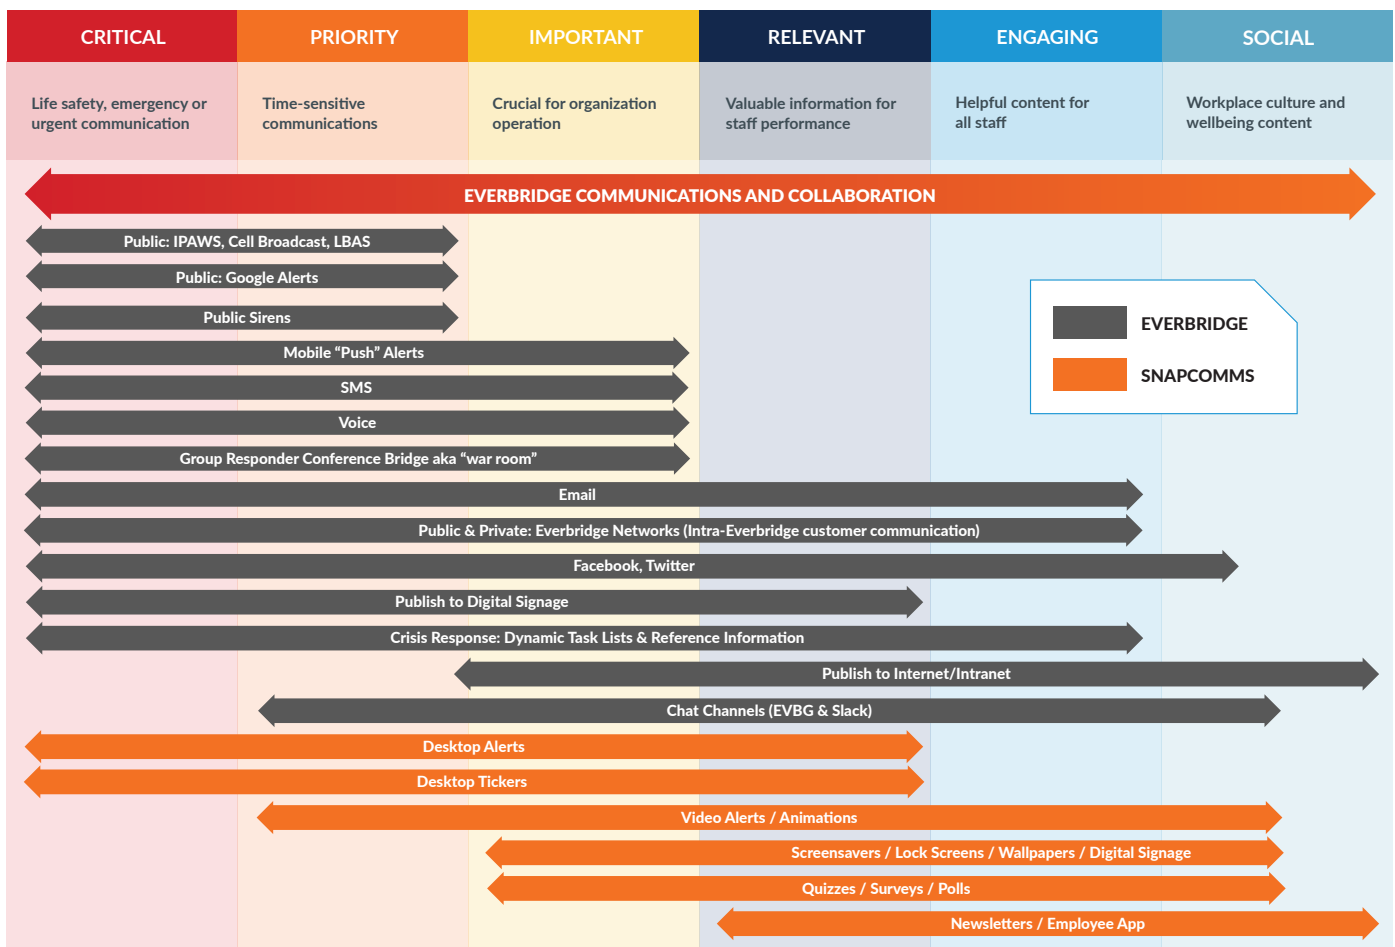 CRITICAL
PRIORITY
IMPORTANT
RELEVANT
ENGAGING
SOCIAL
Life safety, emergency or
urgent communication
Time-sensitive
communications
Crucial for organization
operation
Valuable information for
staff performance
Helpful content for
all staff
Workplace culture and
wellbeing content
EVERBRIDGE COMMUNICATIONS AND COLLABORATION
Public: IPAWS, Cell Broadcast, LBAS
Public: Google Alerts
Public Sirens
EVERBRIDGE
SNAPCOMMS
Mobile “Push” Alerts
SMS
Voice
Group Responder Conference Bridge aka “war room”
Email
Public & Private: Everbridge Networks (Intra-Everbridge customer communication)
Facebook, Twitter
Publish to Digital Signage
Crisis Response: Dynamic Task Lists & Reference Information
Publish to Internet/Intranet
Chat Channels (EVBG & Slack)
Desktop Alerts
Desktop Tickers
Video Alerts / Animations
Screensavers / Lock Screens / Wallpapers / Digital Signage
Quizzes / Surveys / Polls
Newsletters / Employee App